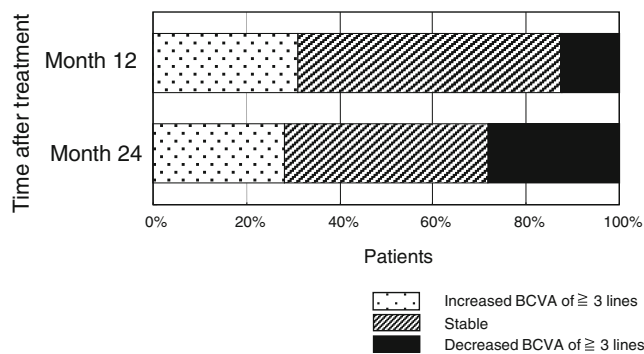 Time after treatment
Month 12
Month 24
0% 20% 40% 60% 80% 100%
Patients
Increased BCVA of ≧ 3 lines
Stable
Decreased BCVA of ≧ 3 lines